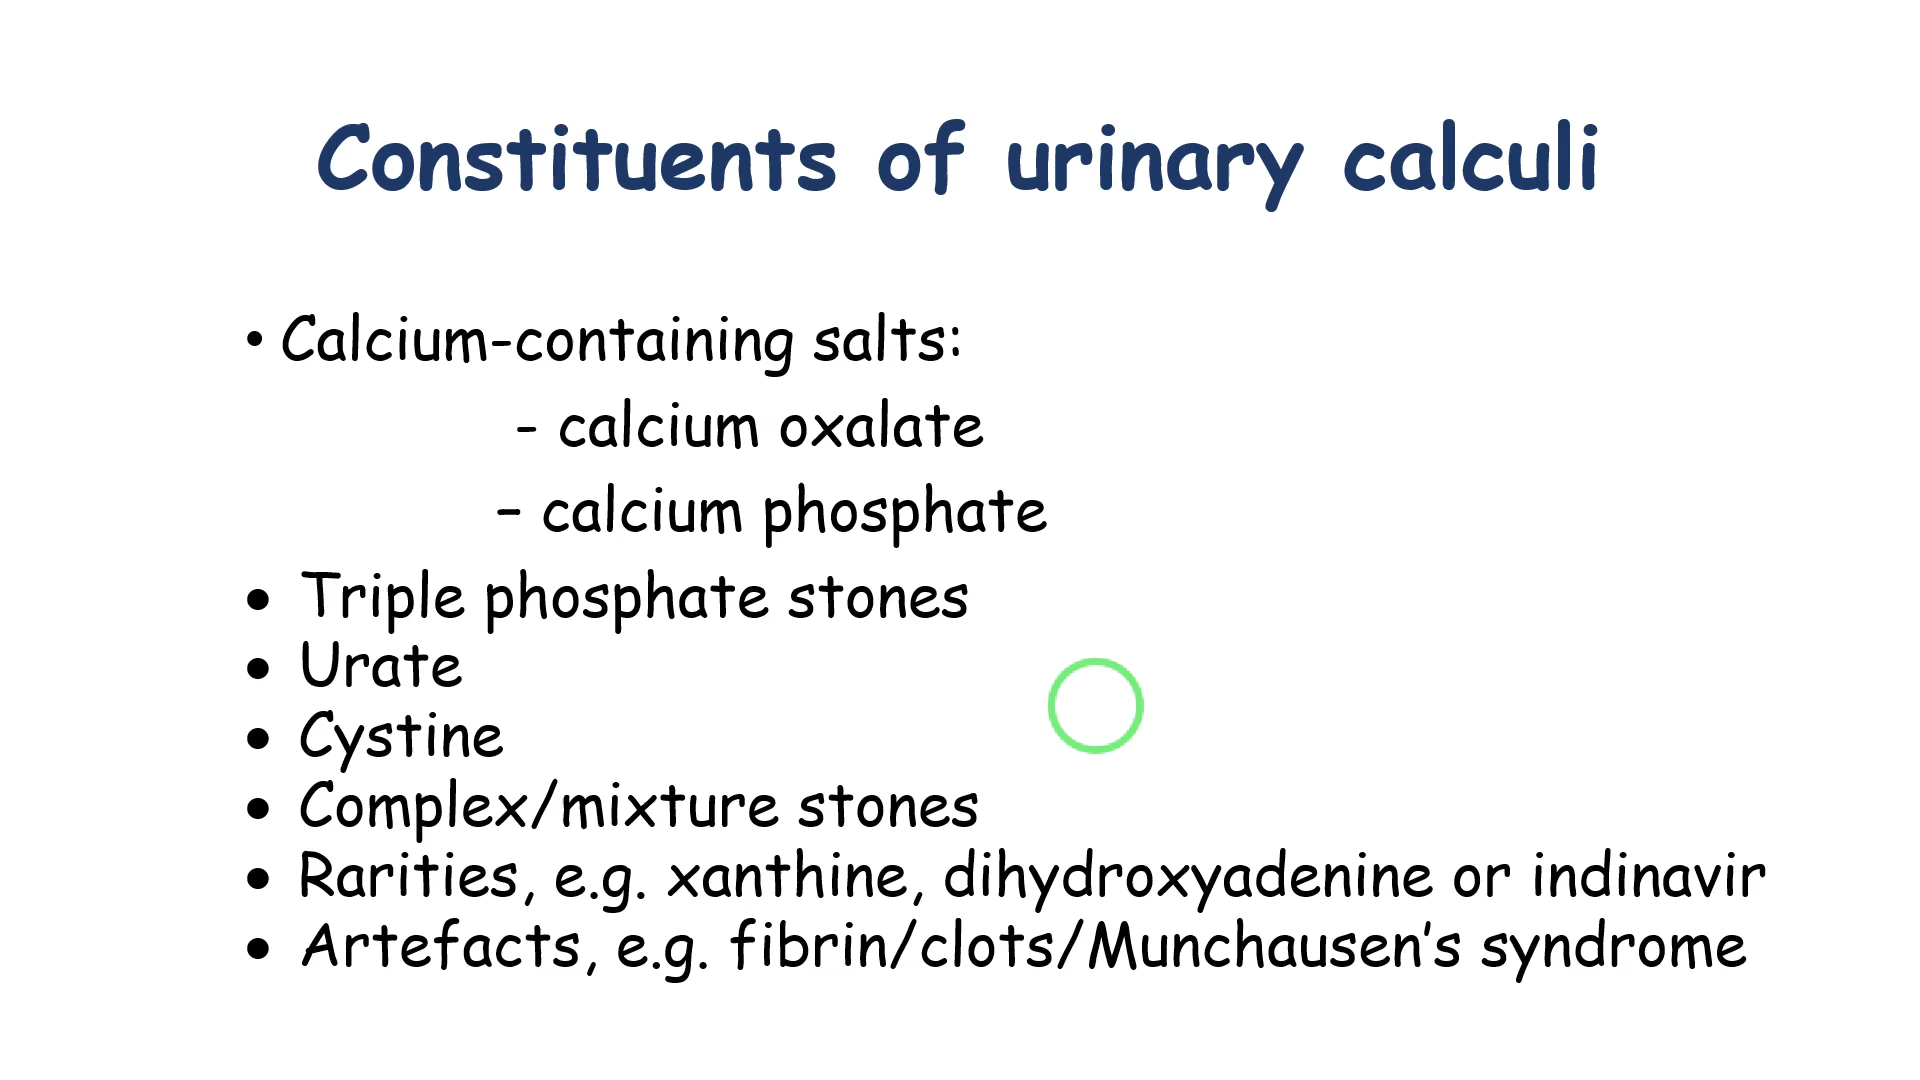 Constituents of urinary calculi
• Calcium-containing salts:
- calcium oxalate
– calcium phosphate
• Triple phosphate stones
• Urate
• Cystine
• Complex/mixture stones
• Rarities, e.g. xanthine, dihydroxyadenine or indinavir
• Artefacts, e.g. fibrin/clots/Munchausen’s syndrome